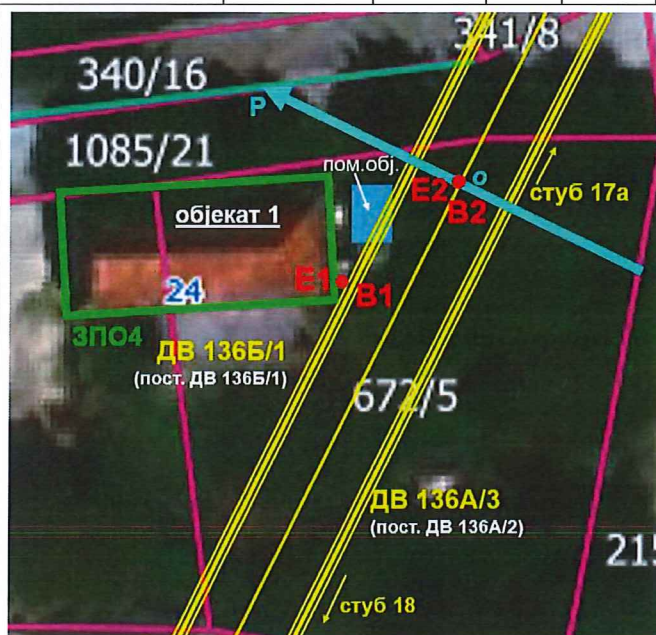 341/8
340/16
P
1085/21
пом.обј.
E2 o
B2
стуб 17а
објекат 1
E1
B1
24
ЗПО4
ДВ 136Б/1
(пост. ДВ 136Б/1)
672/5
ДВ 136А/3
(пост. ДВ 136А/2)
215
стуб 18